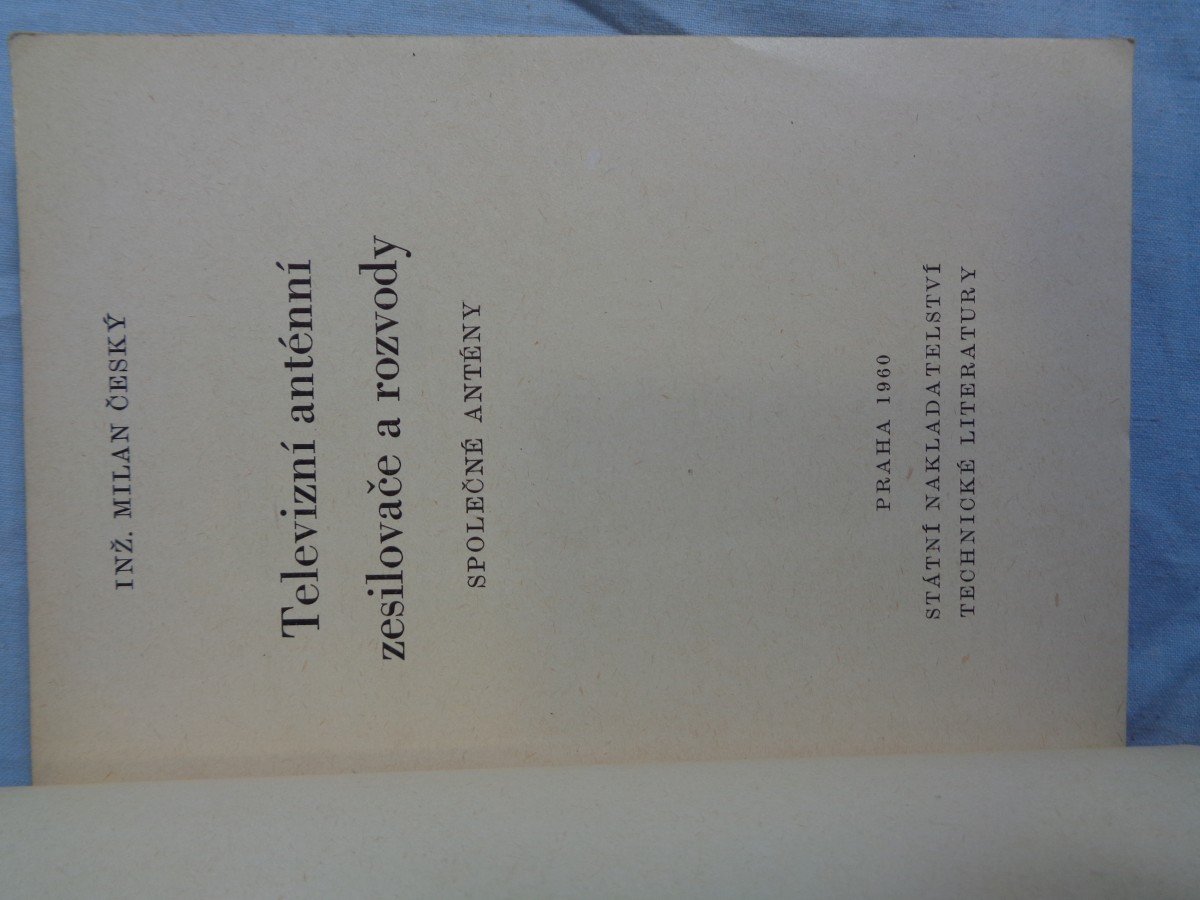 INŽ. MILAN ČESKÝ
Televizní anténní
zesilovače a rozvody
SPOLEČNÉ ANTÉNY
PRAHA 1960
STÁTNÍ NAKLADATELSTVÍ
TECHNICKÉ LITERATURY